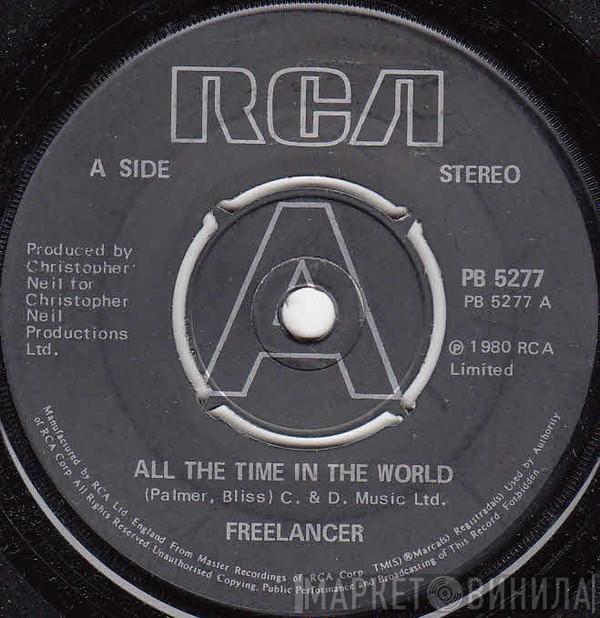 RCA
A SIDE
STEREO
A
Produced by
Christopher
Neil for
Christopher
Neil
Productions
Ltd.
PB 5277
PB 5277 A
℗ 1980 RCA
Limited
ALL THE TIME IN THE WORLD
(Palmer, Bliss) C. & D. Music Ltd.
FREELANCER
Manufactured by RCA Ltd. England From Master Recordings of RCA Corp. TM(S)®Marca(s) Registrada(s) Used by Authority
of RCA Corp. All Rights Reserved Unauthorised Copying, Public Performance and Broadcasting of This Record Forbidden.
МАРКЕТ ВИНИЛА